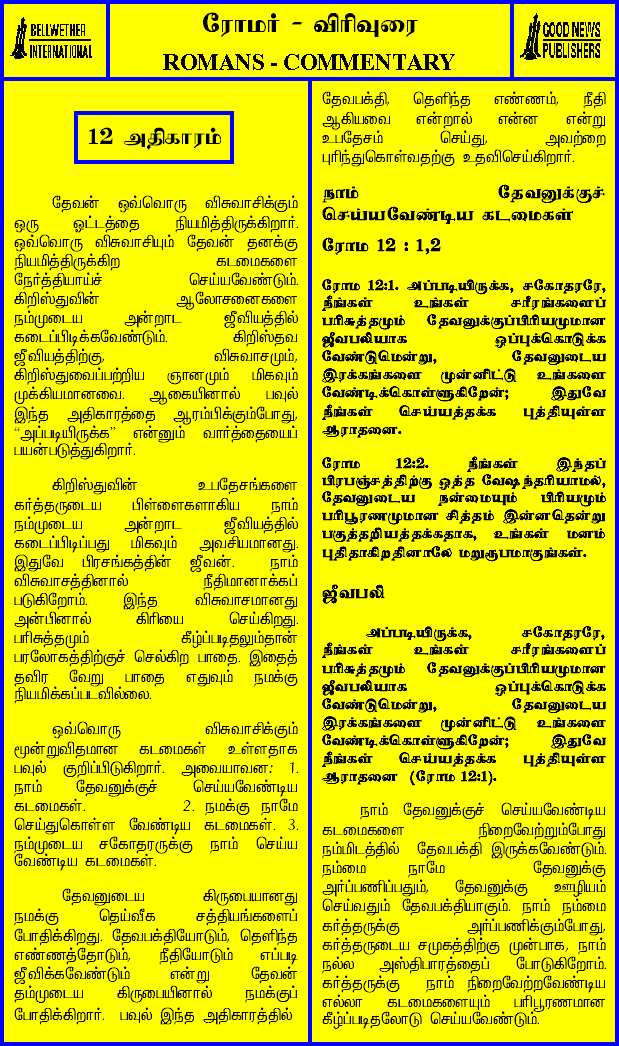 BELLWETHER
INTERNATIONAL
ரோமர் - விரிவுரை
ROMANS - COMMENTARY
GOOD NEWS
PUBLISHERS
12 அதிகாரம்
தேவன் ஒவ்வொரு விசுவாசிக்கும்
ஒரு ஓட்டத்தை நியமித்திருக்கிறார்.
ஒவ்வொரு விசுவாசியும் தேவன் தனக்கு
நியமித்திருக்கிற கடமைகளை
நேர்த்தியாய்ச் செய்யவேண்டும்.
கிறிஸ்துவின் ஆலோசனைகளை
நம்முடைய அன்றாட ஜீவியத்தில்
கடைப்பிடிக்கவேண்டும். கிறிஸ்தவ
ஜீவியத்திற்கு, விசுவாசமும்,
கிறிஸ்துவைப்பற்றிய ஞானமும் மிகவும்
முக்கியமானவை. ஆகையினால் பவுல்
இந்த அதிகாரத்தை ஆரம்பிக்கும்போது,
“அப்படியிருக்க” என்னும் வார்த்தையைப்
பயன்படுத்துகிறார்.
கிறிஸ்துவின் உபதேசங்களை
கர்த்தருடைய பிள்ளைகளாகிய நாம்
நம்முடைய அன்றாட ஜீவியத்தில்
கடைப்பிடிப்பது மிகவும் அவசியமானது.
இதுவே பிரசங்கத்தின் ஜீவன். நாம்
விசுவாசத்தினால் நீதிமானாக்கப்
படுகிறோம். இந்த விசுவாசமானது
அன்பினால் கிரியை செய்கிறது.
பரிசுத்தமும் கீழ்ப்படிதலும்தான்
பரலோகத்திற்குச் செல்கிற பாதை. இதைத்
தவிர வேறு பாதை எதுவும் நமக்கு
நியமிக்கப்படவில்லை.
ஒவ்வொரு விசுவாசிக்கும்
மூன்றுவிதமான கடமைகள் உள்ளதாக
பவுல் குறிப்பிடுகிறார். அவையாவன: 1.
நாம் தேவனுக்குச் செய்யவேண்டிய
கடமைகள். 2. நமக்கு நாமே
செய்துகொள்ள வேண்டிய கடமைகள். 3.
நம்முடைய சகோதரருக்கு நாம் செய்ய
வேண்டிய கடமைகள்.
தேவனுடைய கிருபையானது
நமக்கு தெய்வீக சத்தியங்களைப்
போதிக்கிறது. தேவபக்தியோடும், தெளிந்த
எண்ணத்தோடும், நீதியோடும் எப்படி
ஜீவிக்கவேண்டும் என்று தேவன்
தம்முடைய கிருபையினால் நமக்குப்
போதிக்கிறார். பவுல் இந்த அதிகாரத்தில்
தேவபக்தி, தெளிந்த எண்ணம், நீதி
ஆகியவை என்றால் என்ன என்று
உபதேசம் செய்து, அவற்றை
புரிந்துகொள்வதற்கு உதவிசெய்கிறார்.
நாம் தேவனுக்குச்
செய்யவேண்டிய கடமைகள்
ரோம 12 : 1,2
ரோம 12:1. அப்படியிருக்க, சகோதரரே,
நீங்கள் உங்கள் சரீரங்களைப்
பரிசுத்தமும் தேவனுக்குப்பிரியமுமான
ஜீவபலியாக ஒப்புக்கொடுக்க
வேண்டுமென்று, தேவனுடைய
இரக்கங்களை முன்னிட்டு உங்களை
வேண்டிக்கொள்ளுகிறேன்; இதுவே
நீங்கள் செய்யத்தக்க புத்தியுள்ள
ஆராதனை.
ரோம 12:2. நீங்கள் இந்தப்
பிரபஞ்சத்திற்கு ஒத்த வேஷந்தரியாமல்,
தேவனுடைய நன்மையும் பிரியமும்
பரிபூரணமுமான சித்தம் இன்னதென்று
பகுத்தறியத்தக்கதாக, உங்கள் மனம்
புதிதாகிறதினாலே மறுரூபமாகுங்கள்.
ஜீவபலி
அப்படியிருக்க, சகோதரரே,
நீங்கள் உங்கள் சரீரங்களைப்
பரிசுத்தமும் தேவனுக்குப்பிரியமுமான
ஜீவபலியாக ஒப்புக்கொடுக்க
வேண்டுமென்று, தேவனுடைய
இரக்கங்களை முன்னிட்டு உங்களை
வேண்டிக்கொள்ளுகிறேன்; இதுவே
நீங்கள் செய்யத்தக்க புத்தியுள்ள
ஆராதனை (ரோம 12:1).
நாம் தேவனுக்குச் செய்யவேண்டிய
கடமைகளை நிறைவேற்றும்போது
நம்மிடத்தில் தேவபக்தி இருக்கவேண்டும்.
நம்மை நாமே தேவனுக்கு
அர்ப்பணிப்பதும், தேவனுக்கு ஊழியம்
செய்வதும் தேவபக்தியாகும். நாம் நம்மை
கர்த்தருக்கு அர்ப்பணிக்கும்போது,
கர்த்தருடைய சமுகத்திற்கு முன்பாக, நாம்
நல்ல அஸ்திபாரத்தைப் போடுகிறோம்.
கர்த்தருக்கு நாம் நிறைவேற்றவேண்டிய
எல்லா கடமைகளையும் பரிபூரணமான
கீழ்ப்படிதலோடு செய்யவேண்டும்.